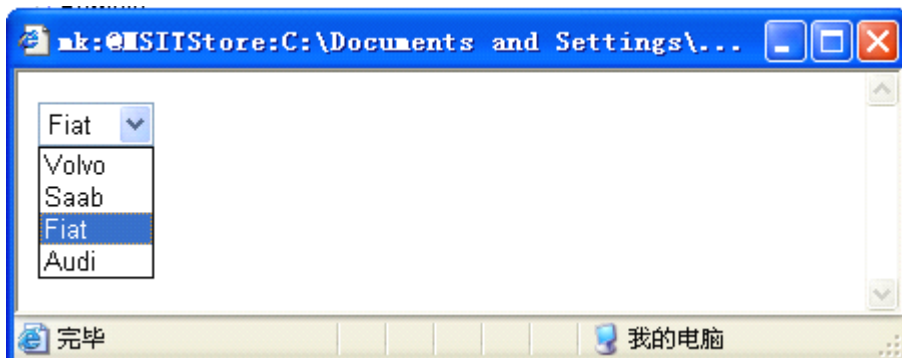 mk:@MSITStore:C:\Documents and Settings\...
Fiat
Volvo
Saab
Fiat
Audi
完毕
我的电脑